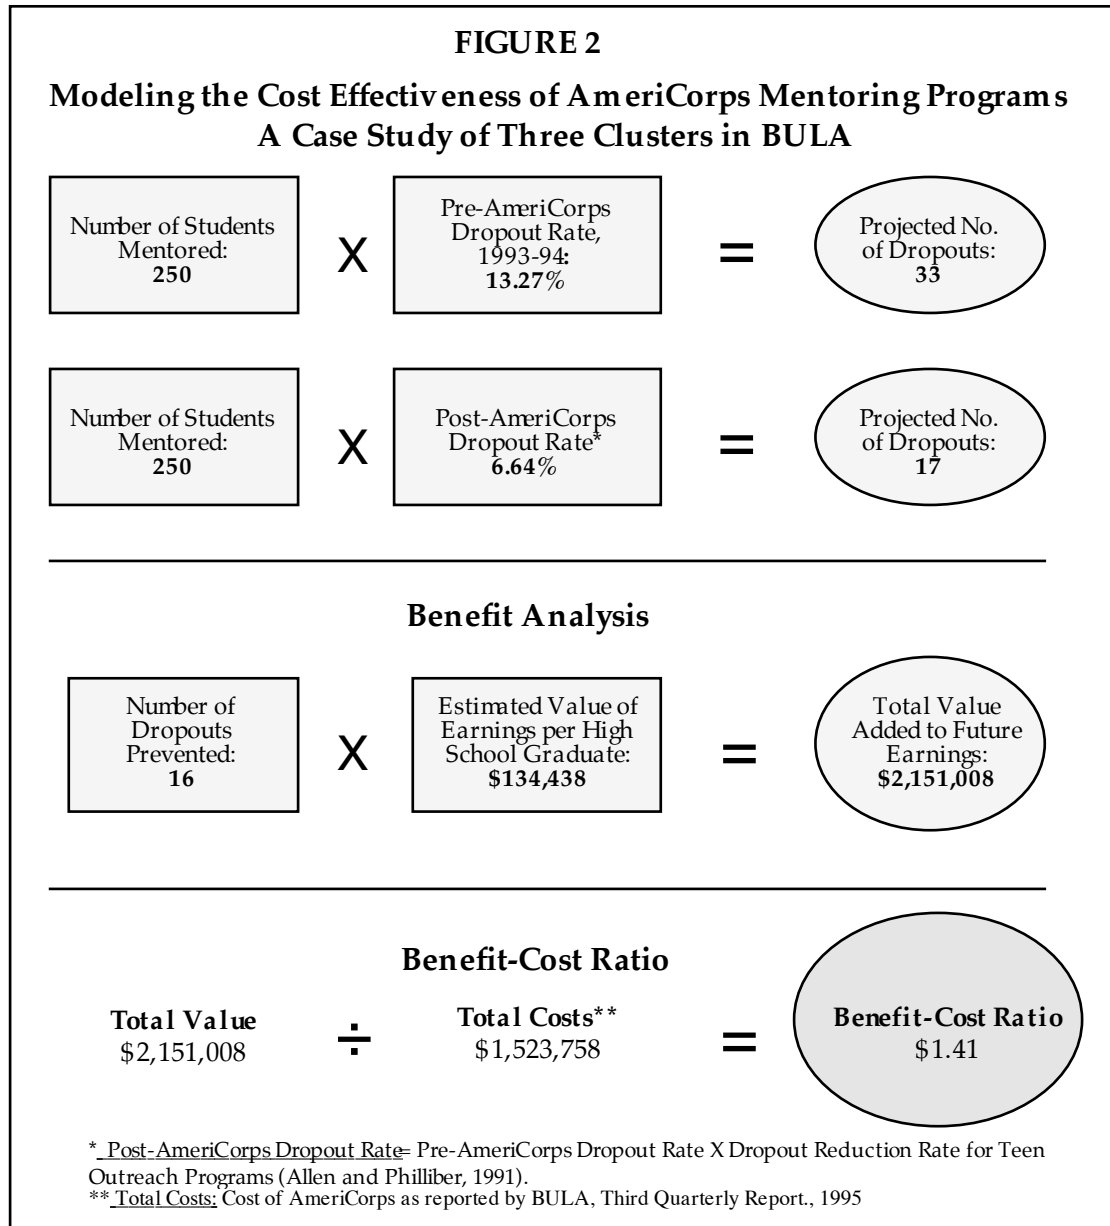 FIGURE 2
Modeling the Cost Effectiveness of AmeriCorps Mentoring Programs
A Case Study of Three Clusters in BULA
Number of Students
Mentored:
250
X
Pre-AmeriCorps
Dropout Rate,
1993-94:
13.27%
=
Projected No.
of Dropouts:
33
Number of Students
Mentored:
250
X
Post-AmeriCorps
Dropout Rate*
6.64%
=
Projected No.
of Dropouts:
17
Benefit Analysis
Number of
Dropouts
Prevented:
16
X
Estimated Value of
Earnings per High
School Graduate:
$134,438
=
Total Value
Added to Future
Earnings:
$2,151,008
Benefit-Cost Ratio
Total Value
$2,151,008
÷
Total Costs**
$1,523,758
=
Benefit-Cost Ratio
$1.41
* Post-AmeriCorps Dropout Rate= Pre-AmeriCorps Dropout Rate X Dropout Reduction Rate for Teen
Outreach Programs (Allen and Philliber, 1991).
** Total Costs: Cost of AmeriCorps as reported by BULA, Third Quarterly Report., 1995